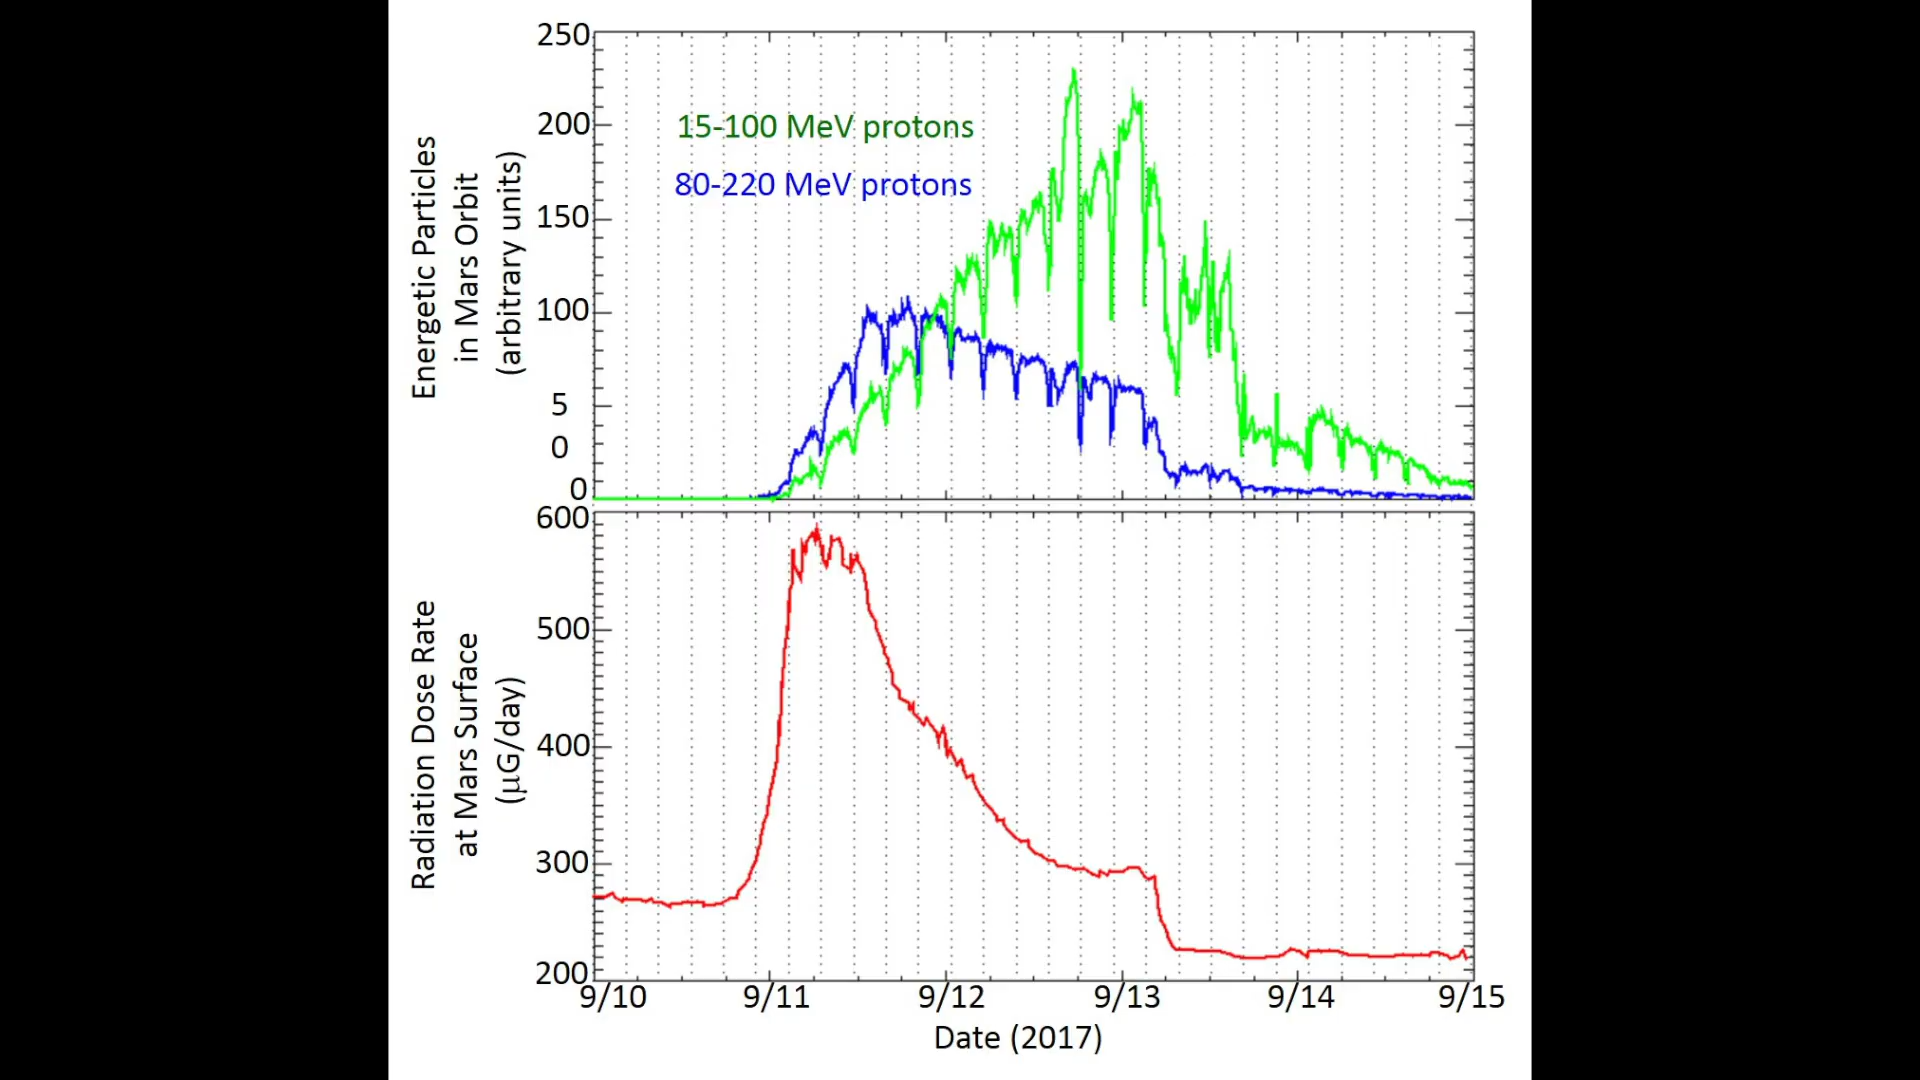 250
200
150
100
5
0
0
Energetic Particles
in Mars Orbit
(arbitrary units)
15-100 MeV protons
80-220 MeV protons
600
500
400
300
200
Radiation Dose Rate
at Mars Surface
(μG/day)
9/10 9/11 9/12 9/13 9/14 9/15
Date (2017)